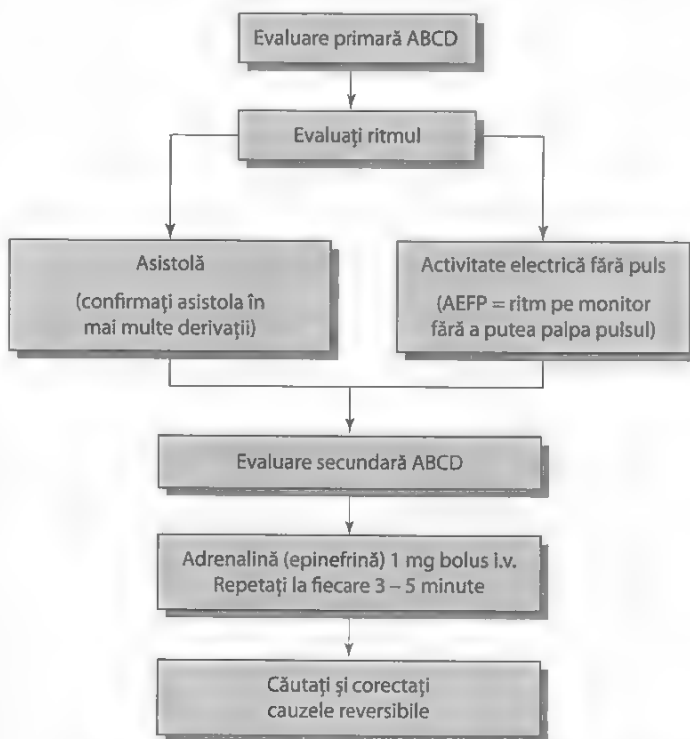 Evaluare primară ABCD
Evaluați ritmul
Asistolă
(confirmați asistola în
mai multe derivații)
Activitate electrică fără puls
(AEFP = ritm pe monitor
fără a putea palpa pulsul)
Evaluare secundară ABCD
Adrenalină (epinefrină) 1 mg bolus i.v.
Repetați la fiecare 3 – 5 minute
Căutați și corectați
cauzele reversibile